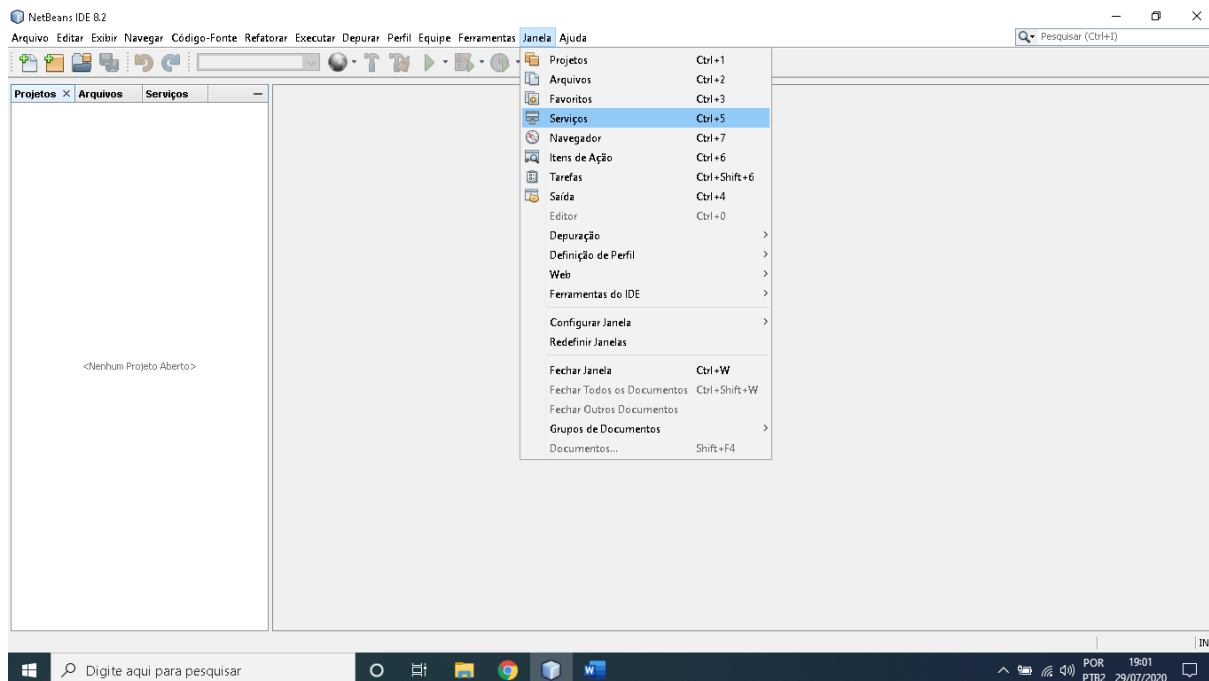 NetBeans IDE 8.2
Arquivo Editar Exibir Navegar Código-Fonte Refatorar Executar Depurar Perfil Equipe Ferramentas Janela Ajuda
Pesquisar (Ctrl+I)
Projetos Arquivos Serviços
<Nenhum Projeto Aberto>
Projetos Ctrl+1
Arquivos Ctrl+2
Favoritos Ctrl+3
Serviços Ctrl+5
Navegador Ctrl+7
Itens de Ação Ctrl+6
Tarefas Ctrl+Shift+6
Saída Ctrl+4
Editor Ctrl+0
Depuração
Definição de Perfil
Web
Ferramentas do IDE
Configurar Janela
Redefinir Janelas
Fechar Janela Ctrl+W
Fechar Todos os Documentos Ctrl+Shift+W
Fechar Outros Documentos
Grupos de Documentos
Documentos... Shift+F4
IN
Digite aqui para pesquisar
POR 19:01
PTB2 29/07/2020